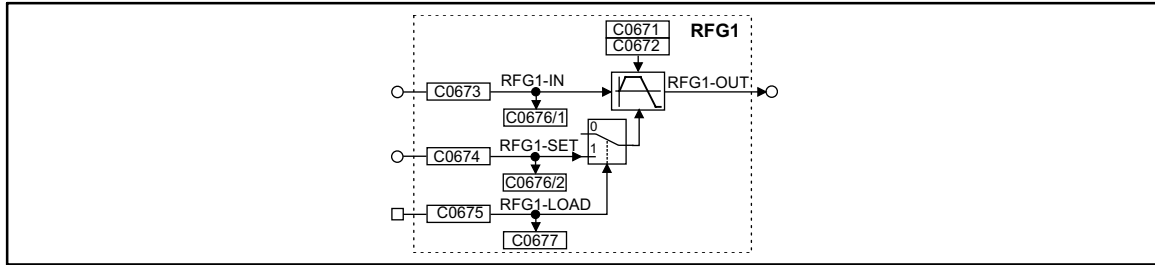 C0671
RFG1
C0672
RFG1-IN
RFG1-OUT
C0673
C0676/1
0
RFG1-SET
1
C0674
C0676/2
RFG1-LOAD
C0675
C0677